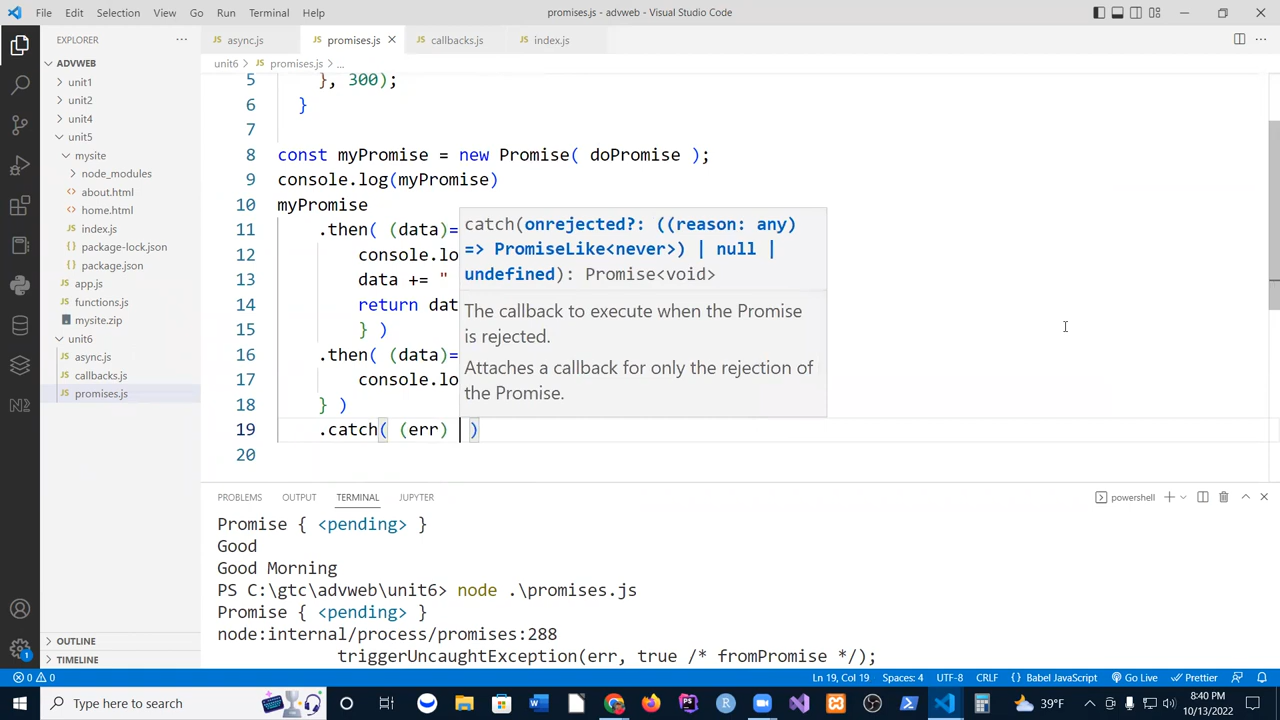 File Edit Selection View Go Run Terminal Help
promises.js - advweb - Visual Studio Code
EXPLORER
async.js promises.js callbacks.js index.js
ADVWEB
unit6 > promises.js > ...
unit1
unit2
unit4
unit5
mysite
node_modules
about.html
home.html
index.js
package-lock.json
package.json
app.js
functions.js
mysite.zip
unit6
async.js
callbacks.js
promises.js
OUTLINE
TIMELINE
5 }, 300);
6 }
7
8 const myPromise = new Promise( doPromise );
9 console.log(myPromise)
10 myPromise
11 .then( (data)=
12 console.lo
13 data += "
14 return dat
15 } )
16 .then( (data)=
17 console.lo
18 } )
19 .catch( (err) )
20
catch(onrejected?: ((reason: any)
=> PromiseLike<never>) | null |
undefined): Promise<void>
The callback to execute when the Promise
is rejected.
Attaches a callback for only the rejection of
the Promise.
PROBLEMS OUTPUT TERMINAL JUPYTER
powershell
Promise { <pending> }
Good
Good Morning
PS C:\gtc\advweb\unit6> node .\promises.js
Promise { <pending> }
node:internal/process/promises:288
triggerUncaughtException(err, true /* fromPromise */);
0 0
Ln 19, Col 19 Spaces: 4 UTF-8 CRLF {} Babel JavaScript Go Live Prettier
Type here to search
39°F
8:40 PM
10/13/2022